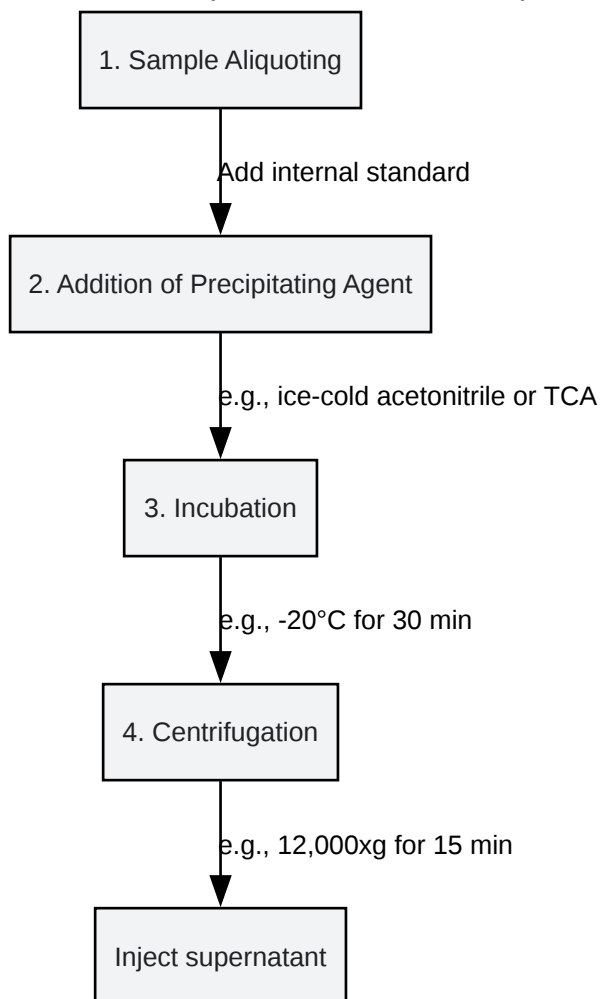 1. Sample Aliquoting
Add internal standard
2. Addition of Precipitating Agent
e.g., ice-cold acetonitrile or TCA
3. Incubation
e.g., -20°C for 30 min
4. Centrifugation
e.g., 12,000xg for 15 min
Inject supernatant